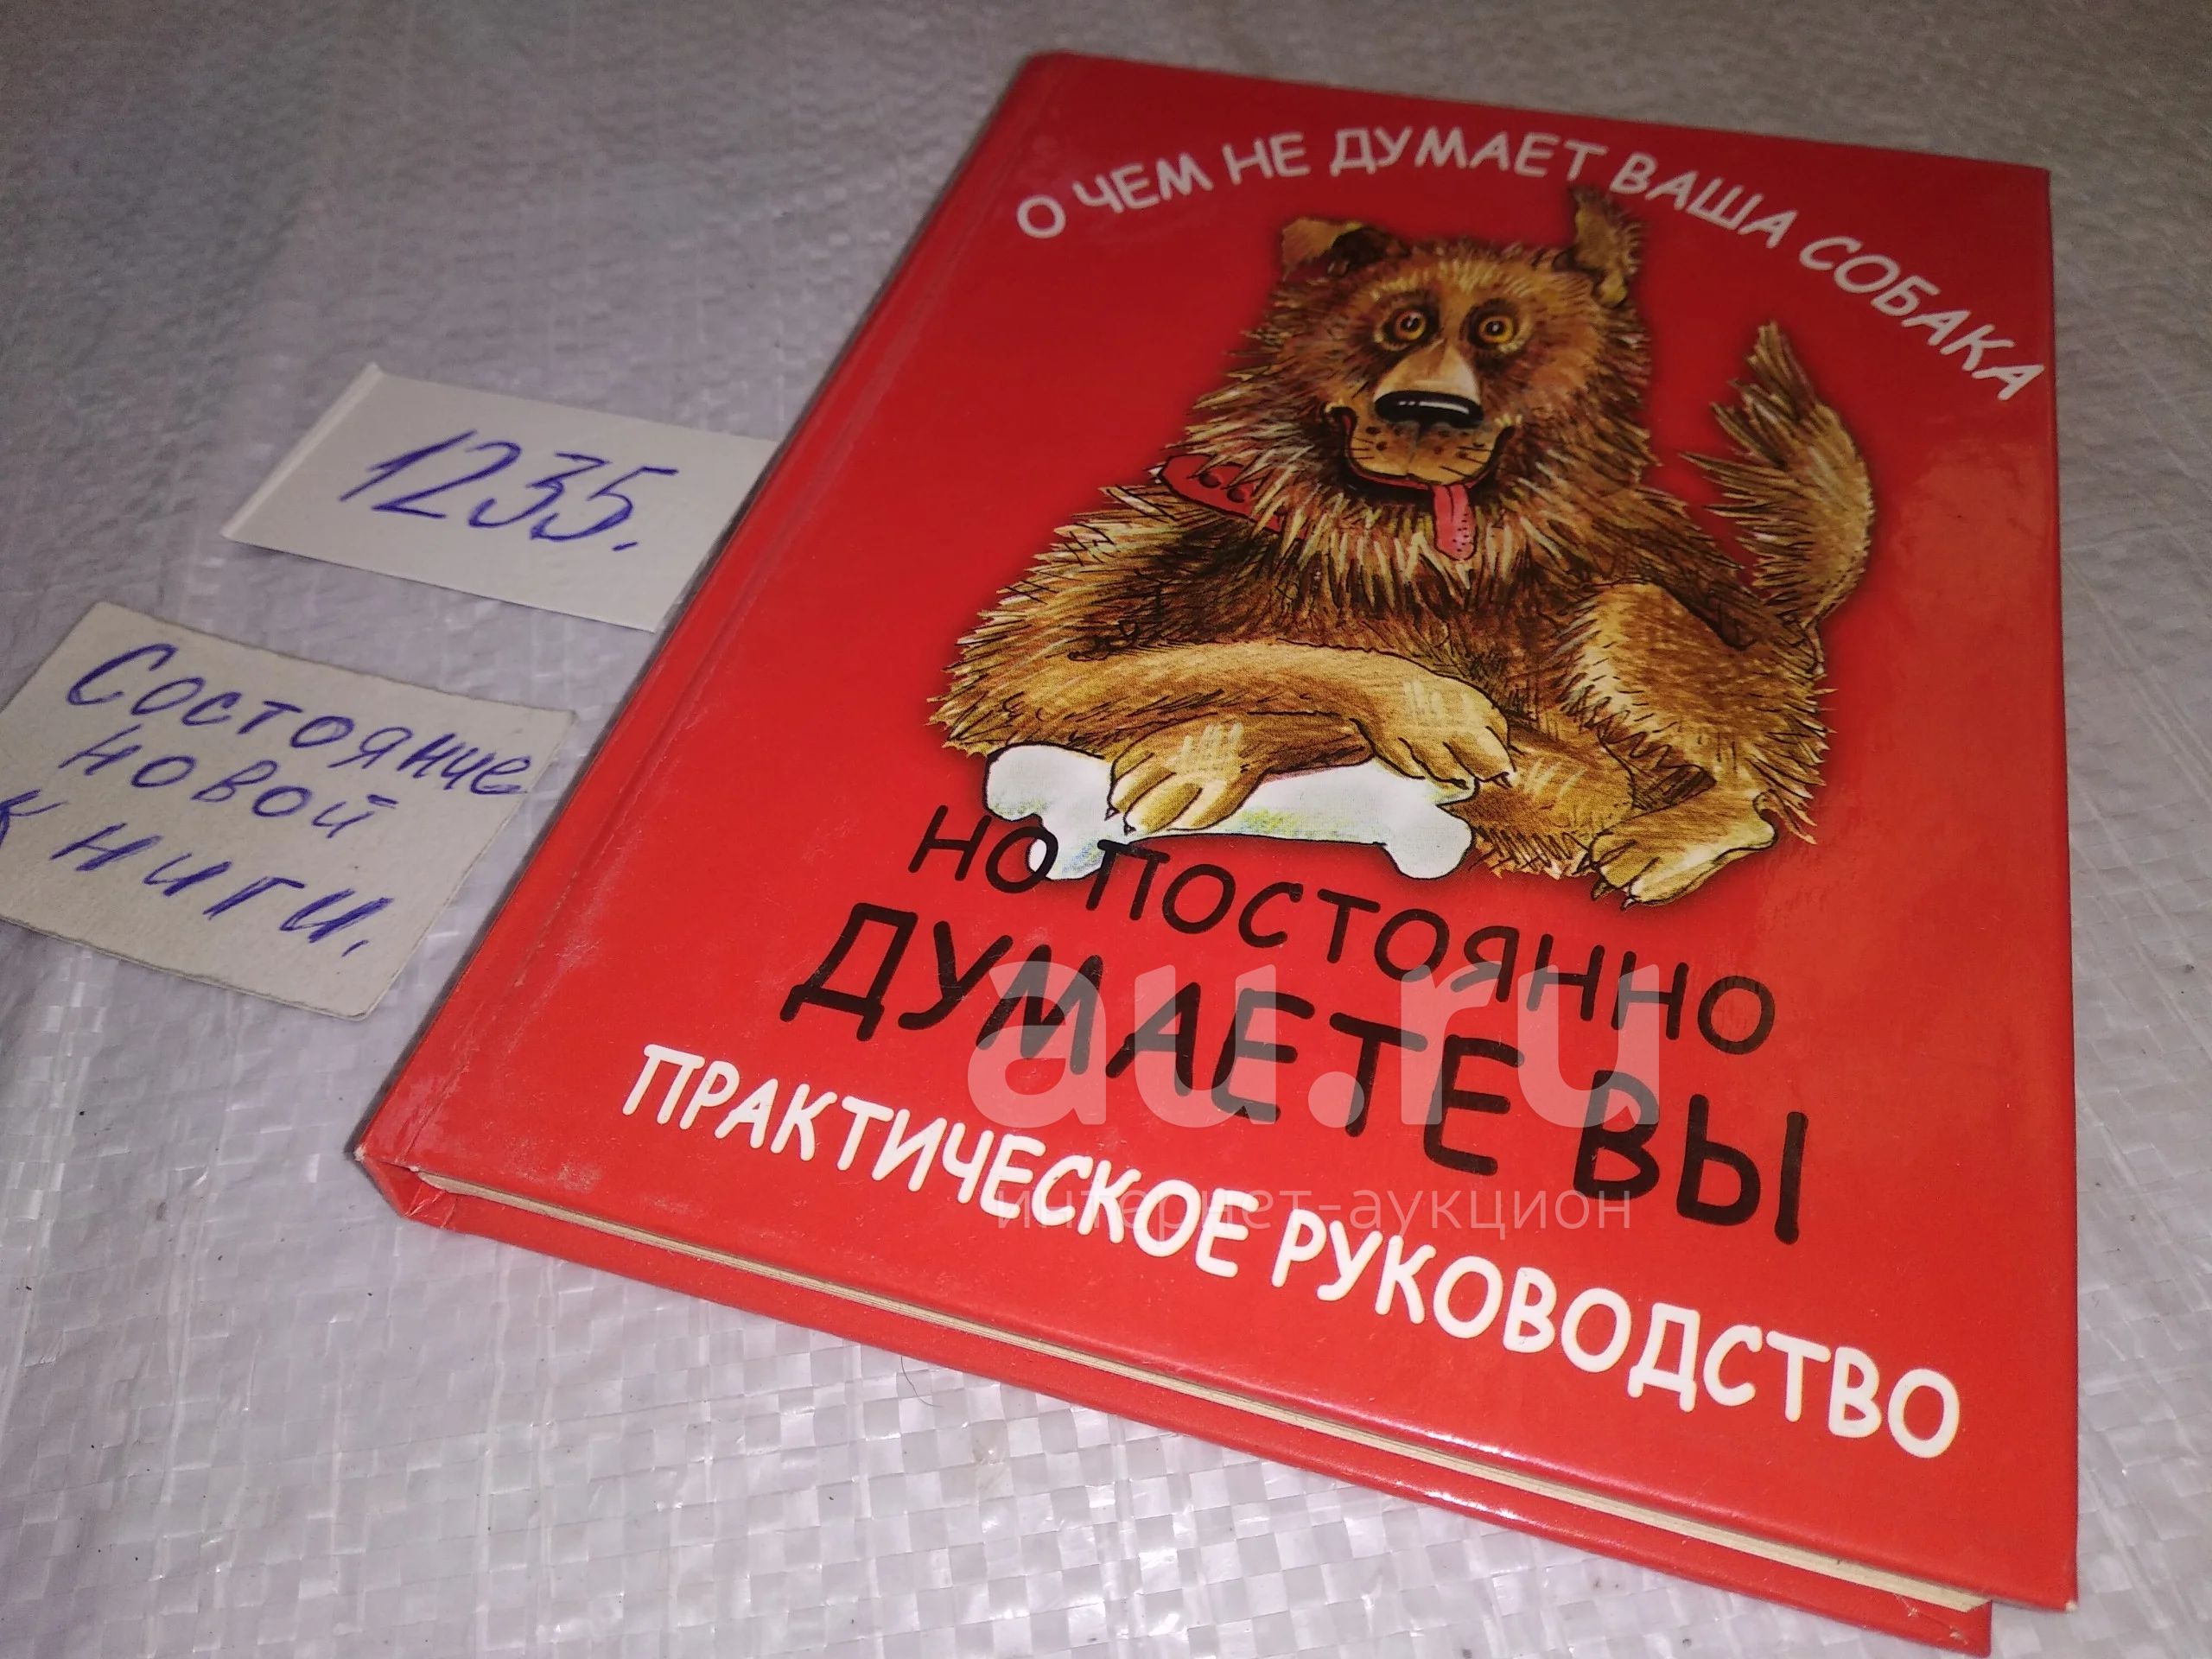 О ЧЕМ НЕ ДУМАЕТ ВАША СОБАКА
1235.
Состояние
новой
книги.
НО ПОСТОЯННО
ДУМАЕТЕ ВЫ
au.ru
интернет-аукцион
ПРАКТИЧЕСКОЕ РУКОВОДСТВО